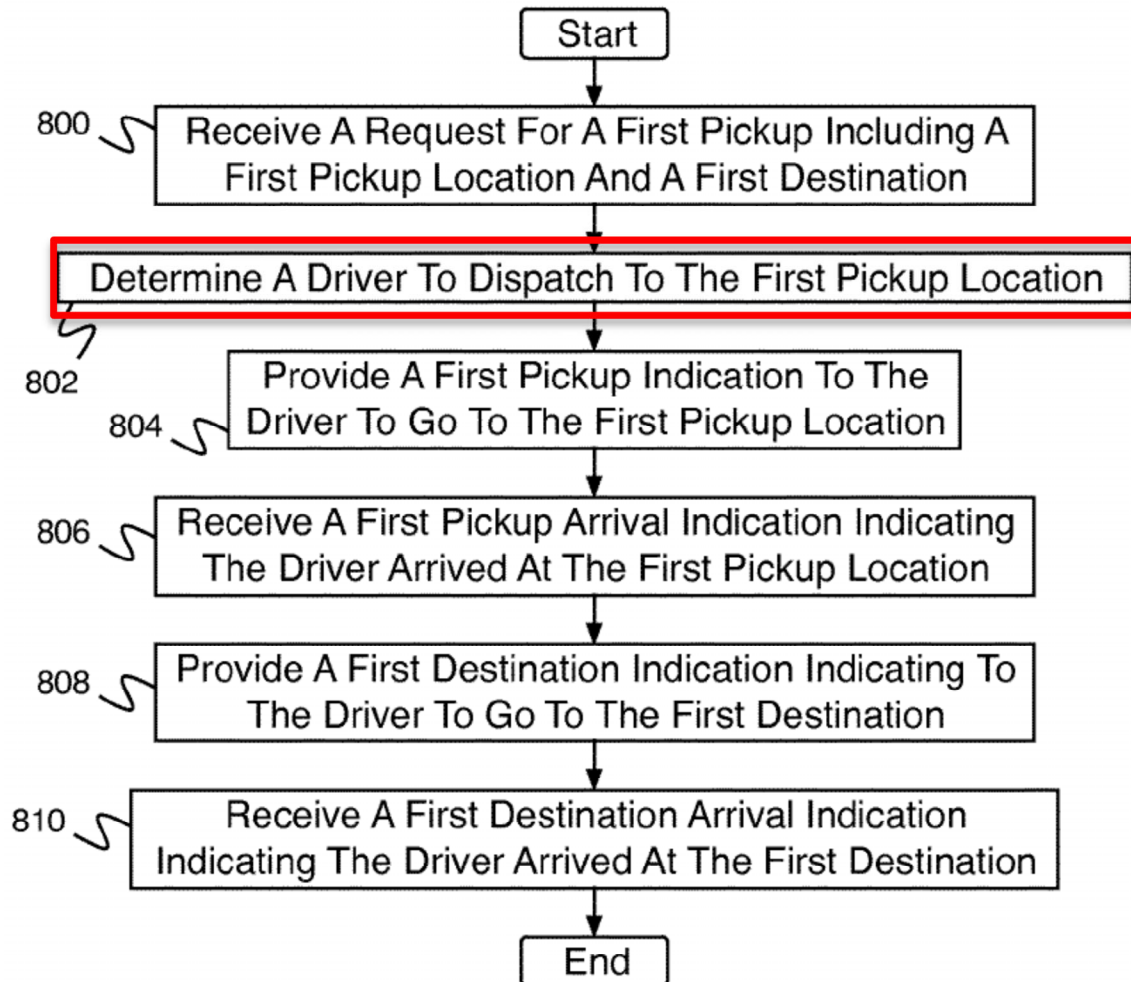 Start
800
Receive A Request For A First Pickup Including A
First Pickup Location And A First Destination
Determine A Driver To Dispatch To The First Pickup Location
802
Provide A First Pickup Indication To The
Driver To Go To The First Pickup Location
804
806
Receive A First Pickup Arrival Indication Indicating
The Driver Arrived At The First Pickup Location
808
Provide A First Destination Indication Indicating To
The Driver To Go To The First Destination
810
Receive A First Destination Arrival Indication
Indicating The Driver Arrived At The First Destination
End